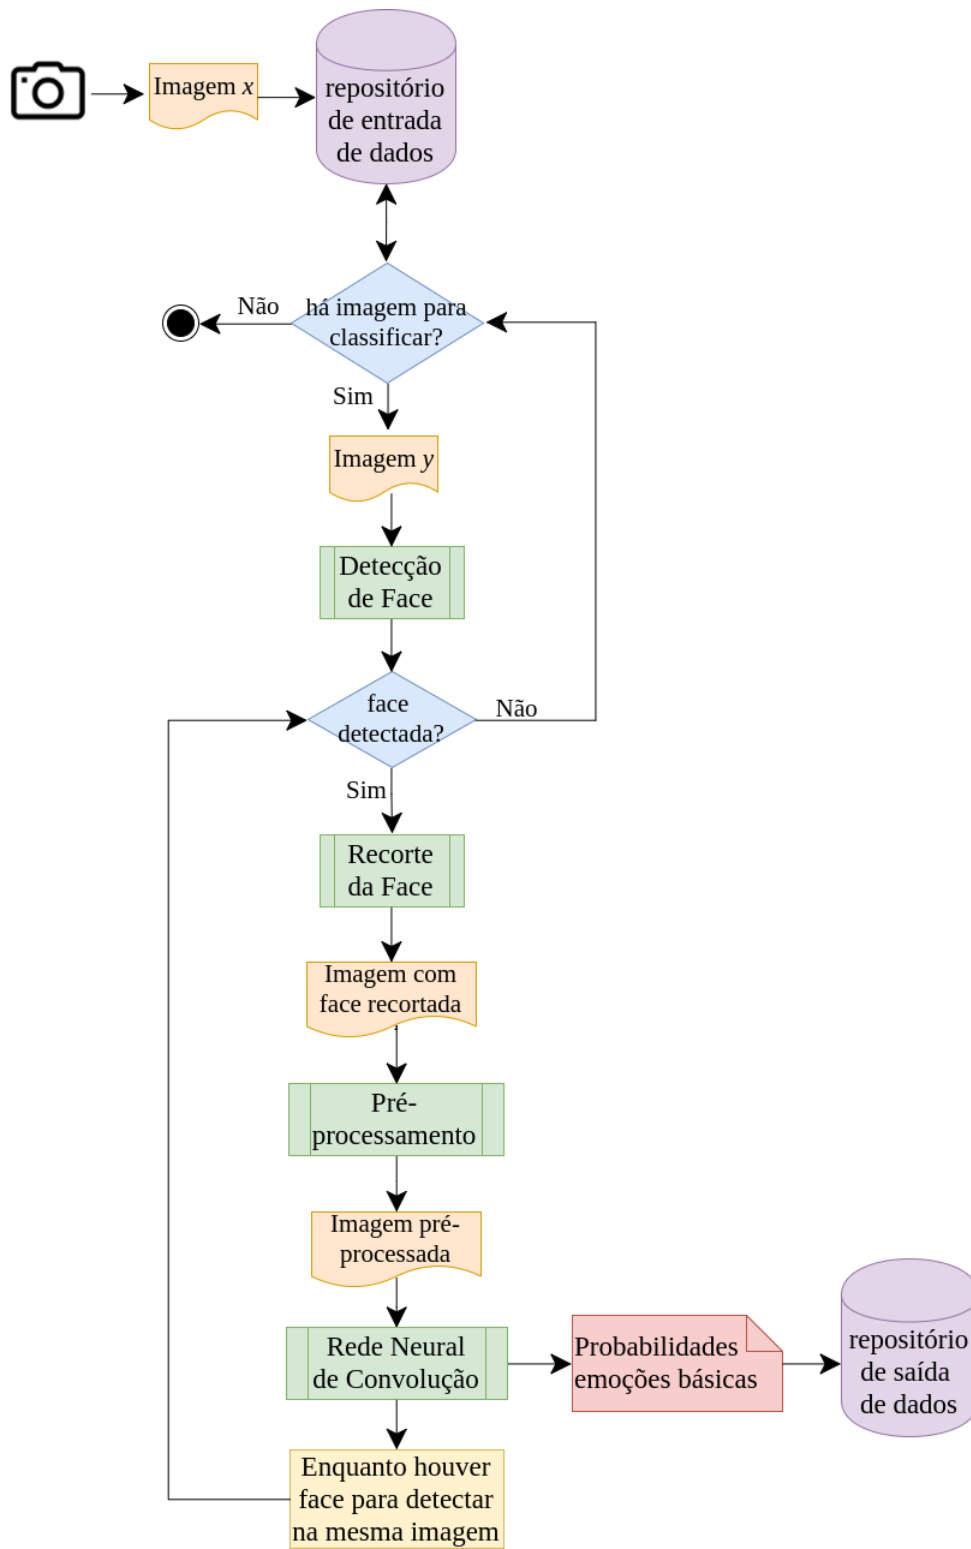 Imagem x
repositório
de entrada
de dados
Não
há imagem para
classificar?
Sim
Imagem y
Detecção
de Face
face
detectada?
Não
Sim
Recorte
da Face
Imagem com
face recortada
Pré-
processamento
Imagem pré-
processada
Rede Neural
de Convolução
Probabilidades
emoções básicas
repositório
de saída
de dados
Enquanto houver
face para detectar
na mesma imagem